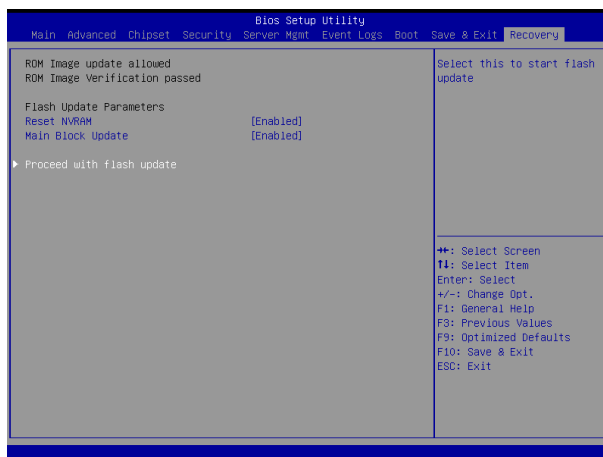 Bios Setup Utility
Main Advanced Chipset Security Server Mgmt Event Logs Boot Save & Exit Recovery
ROM Image update allowed
ROM Image Verification passed
Flash Update Parameters
Reset NVRAM [Enabled]
Main Block Update [Enabled]
▶ Proceed with flash update
Select this to start flash
update
→←: Select Screen
↑↓: Select Item
Enter: Select
+/-: Change Opt.
F1: General Help
F3: Previous Values
F9: Optimized Defaults
F10: Save & Exit
ESC: Exit